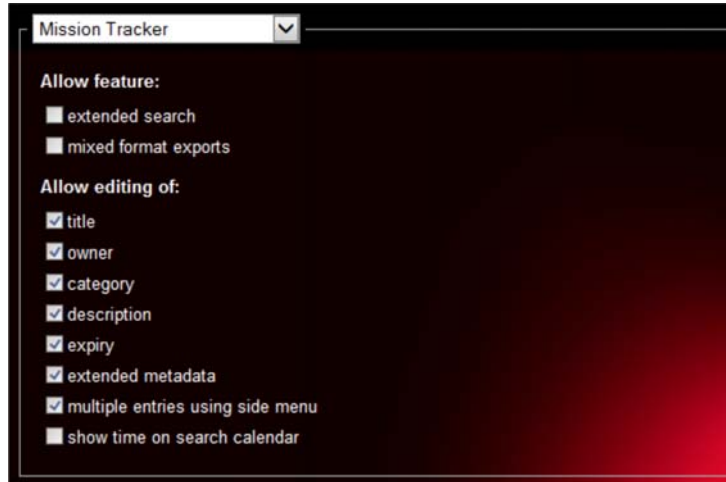 Mission Tracker
Allow feature:
extended search
mixed format exports
Allow editing of:
title
owner
category
description
expiry
extended metadata
multiple entries using side menu
show time on search calendar